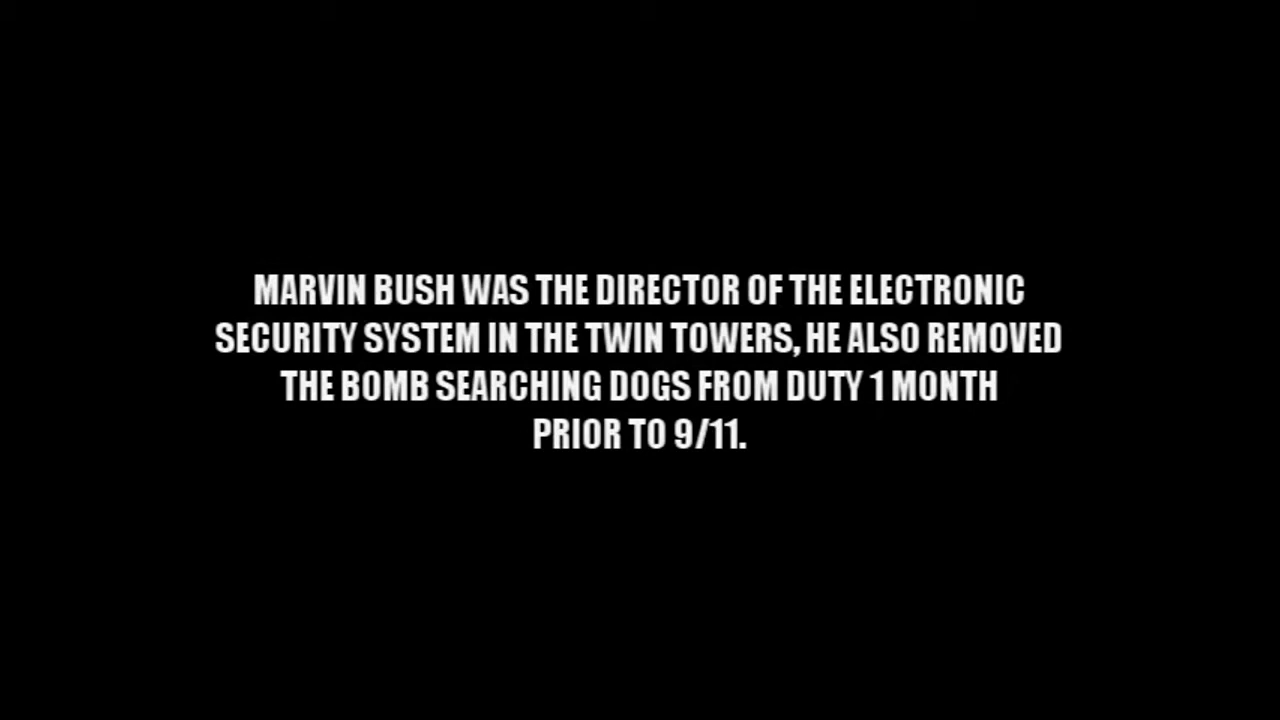 MARVIN BUSH WAS THE DIRECTOR OF THE ELECTRONIC
SECURITY SYSTEM IN THE TWIN TOWERS, HE ALSO REMOVED
THE BOMB SEARCHING DOGS FROM DUTY 1 MONTH
PRIOR TO 9/11.